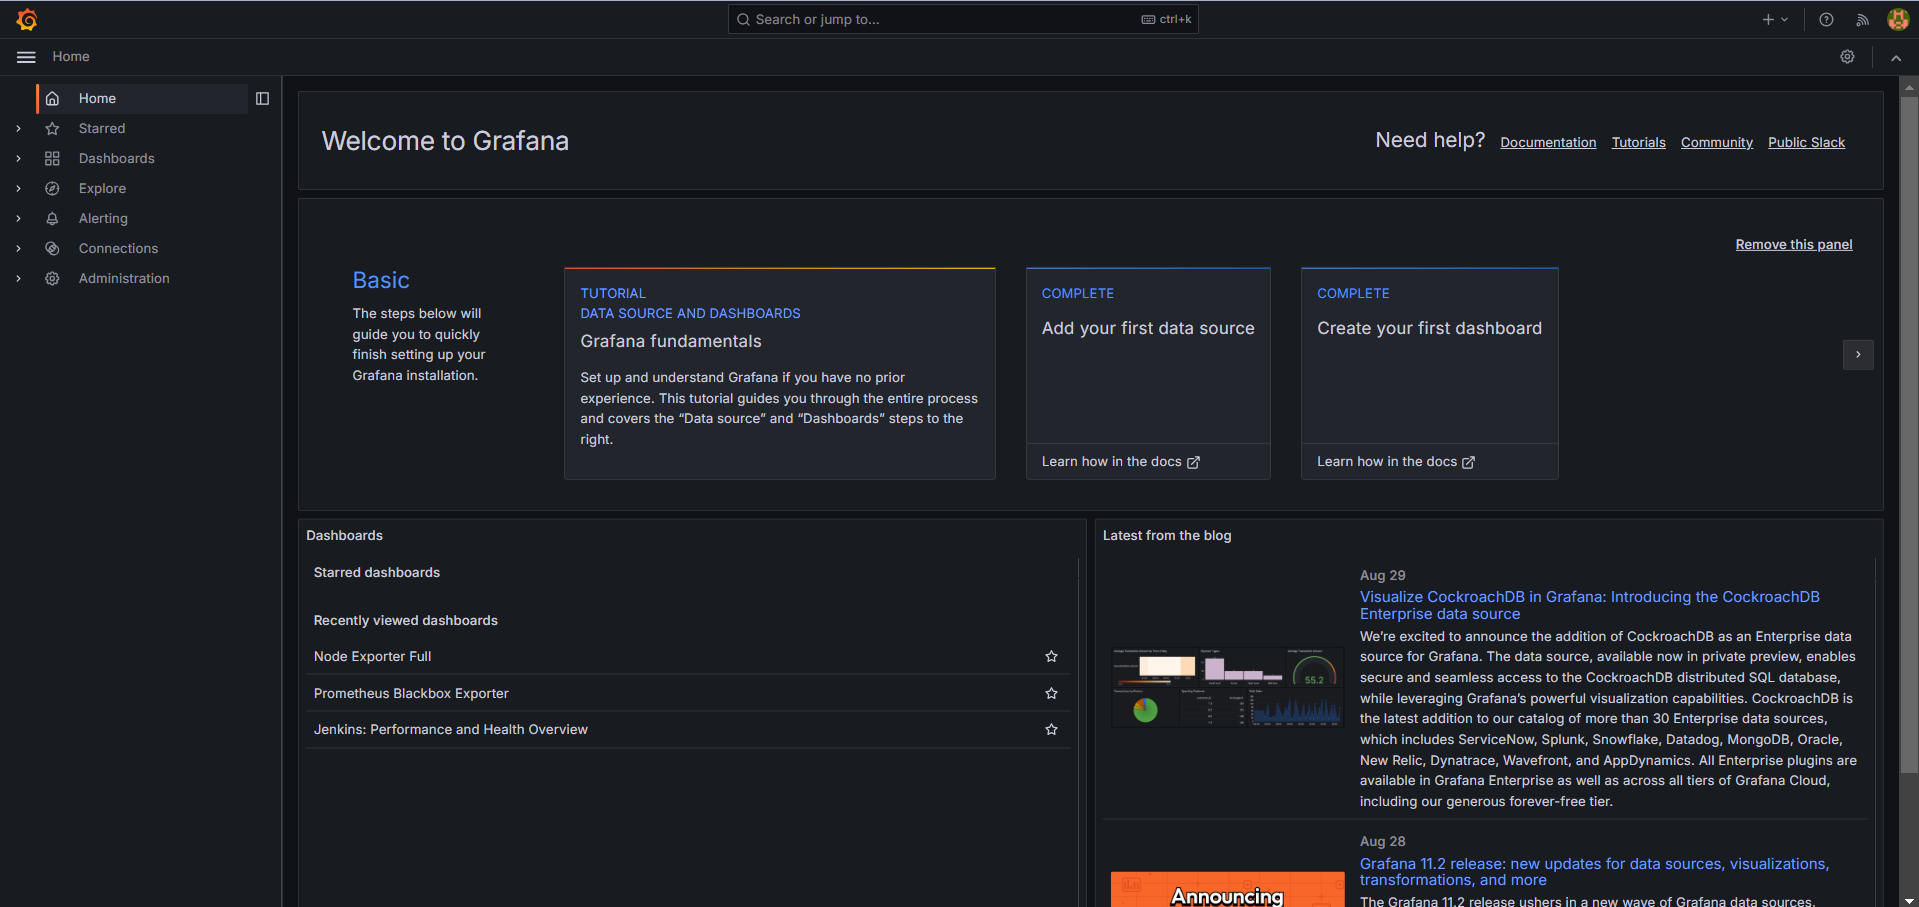 Search or jump to...
ctrl+k
Home
Home
Starred
Dashboards
Explore
Alerting
Connections
Administration
Welcome to Grafana
Need help?
Documentation
Tutorials
Community
Public Slack
Remove this panel
Basic
The steps below will
guide you to quickly
finish setting up your
Grafana installation.
TUTORIAL
DATA SOURCE AND DASHBOARDS
Grafana fundamentals
Set up and understand Grafana if you have no prior
experience. This tutorial guides you through the entire process
and covers the “Data source” and “Dashboards” steps to the
right.
COMPLETE
Add your first data source
Learn how in the docs
COMPLETE
Create your first dashboard
Learn how in the docs
Dashboards
Starred dashboards
Recently viewed dashboards
Node Exporter Full
Prometheus Blackbox Exporter
Jenkins: Performance and Health Overview
Latest from the blog
55.2
Aug 29
Visualize CockroachDB in Grafana: Introducing the CockroachDB
Enterprise data source
We’re excited to announce the addition of CockroachDB as an Enterprise data
source for Grafana. The data source, available now in private preview, enables
secure and seamless access to the CockroachDB distributed SQL database,
while leveraging Grafana’s powerful visualization capabilities. CockroachDB is
the latest addition to our catalog of more than 30 Enterprise data sources,
which includes ServiceNow, Splunk, Snowflake, Datadog, MongoDB, Oracle,
New Relic, Dynatrace, Wavefront, and AppDynamics. All Enterprise plugins are
available in Grafana Enterprise as well as across all tiers of Grafana Cloud,
including our generous forever-free tier.
Announcing
Aug 28
Grafana 11.2 release: new updates for data sources, visualizations,
transformations, and more
The Grafana 11.2 release ushers in a new wave of Grafana data sources,